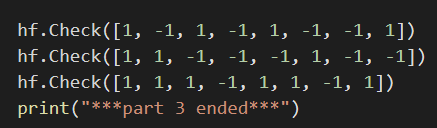 hf.Check([1, -1, 1, -1, 1, -1, -1, 1])
hf.Check([1, 1, -1, -1, -1, 1, -1, -1])
hf.Check([1, 1, 1, -1, 1, 1, -1, 1])
print("***part 3 ended***")